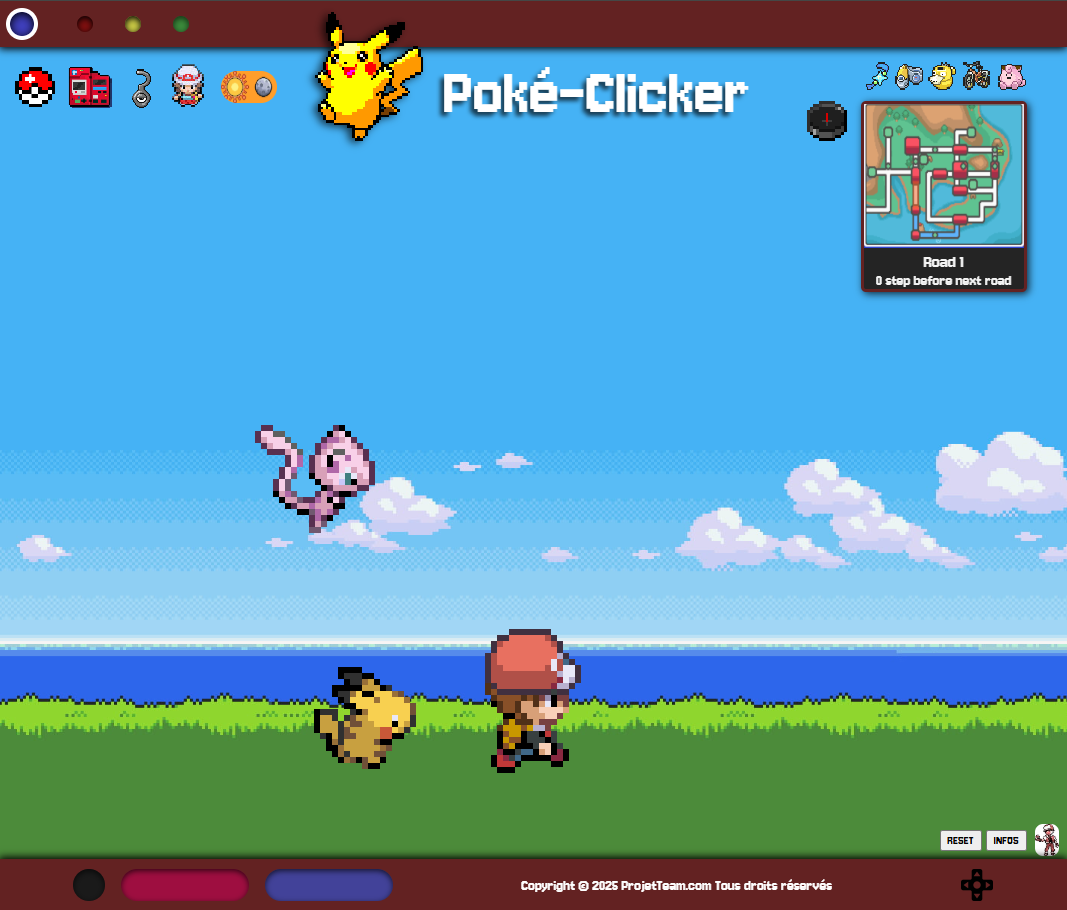 Poké-Clicker
Road 1
0 step before next road
RESET
INFOS
Copyright © 2025 ProjetTeam.com Tous droits réservés